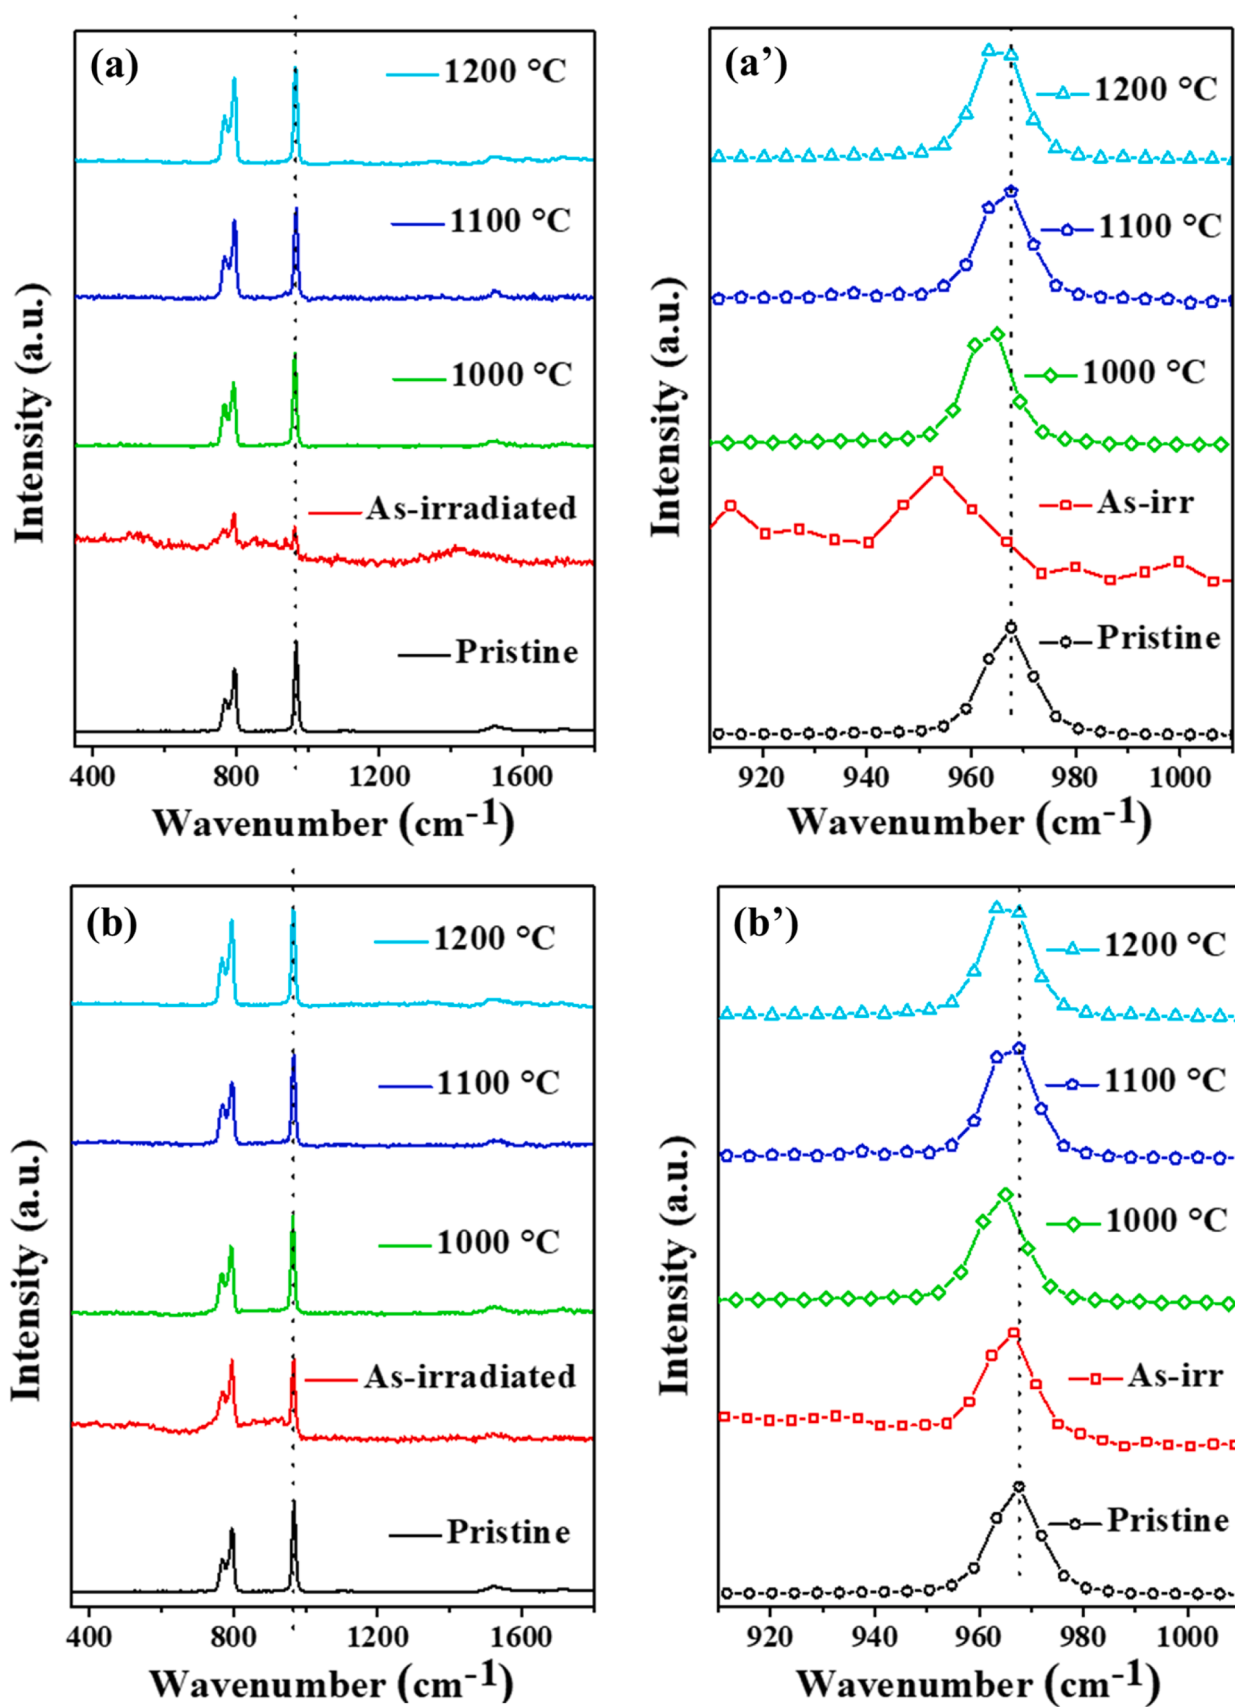 (a)
1200 °C
1100 °C
1000 °C
As-irradiated
Pristine
Intensity (a.u.)
400 800 1200 1600
Wavenumber (cm-1)
(a’)
1200 °C
1100 °C
1000 °C
As-irr
Pristine
Intensity (a.u.)
920 940 960 980 1000
Wavenumber (cm-1)
(b)
1200 °C
1100 °C
1000 °C
As-irradiated
Pristine
Intensity (a.u.)
400 800 1200 1600
Wavenumber (cm-1)
(b’)
1200 °C
1100 °C
1000 °C
As-irr
Pristine
Intensity (a.u.)
920 940 960 980 1000
Wavenumber (cm-1)